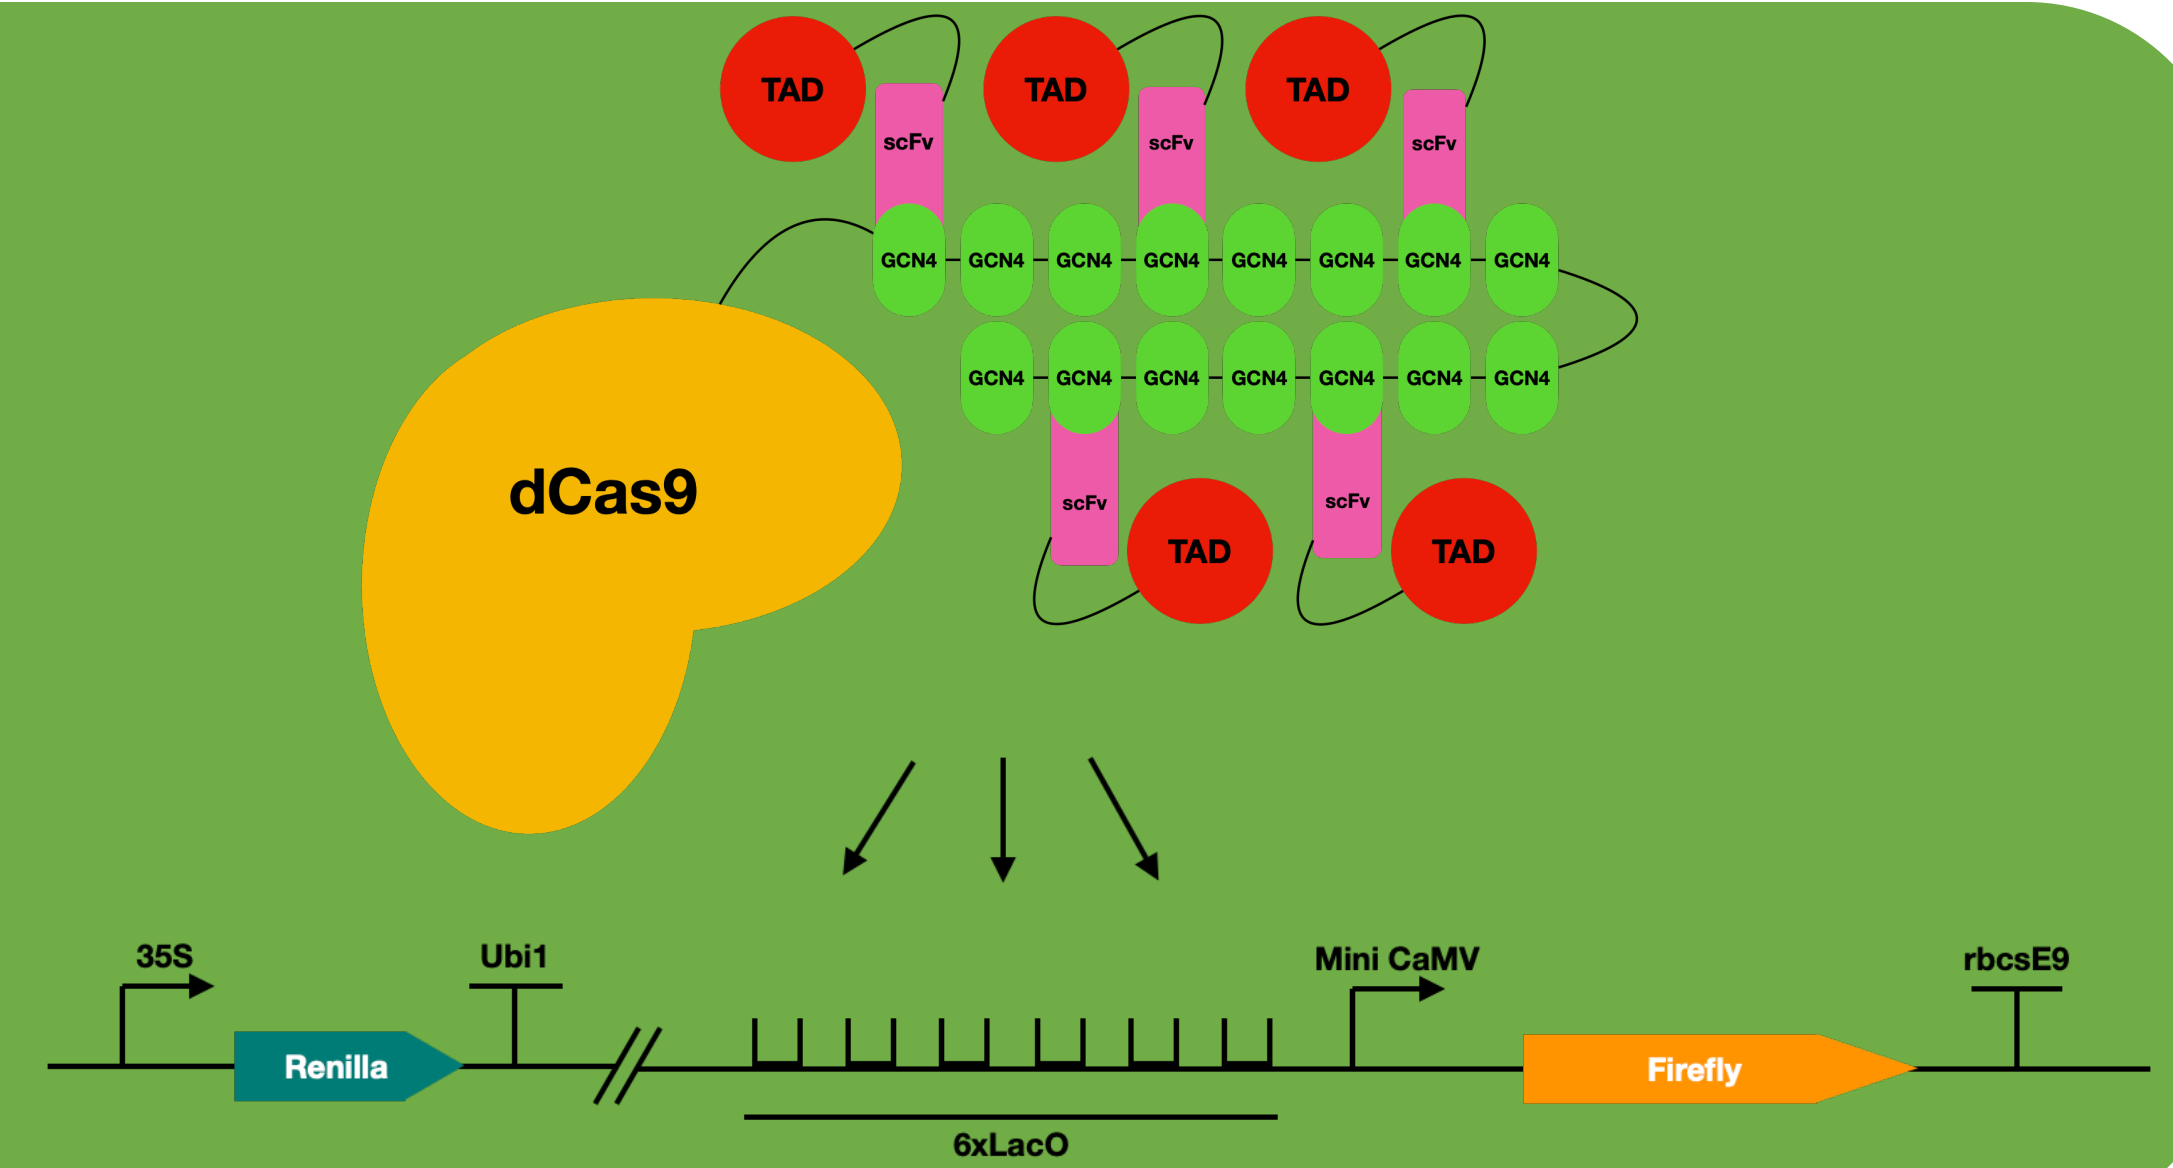 TAD
TAD
TAD
scFv
scFv
scFv
GCN4 GCN4 GCN4 GCN4 GCN4 GCN4 GCN4 GCN4
GCN4 GCN4 GCN4 GCN4 GCN4 GCN4 GCN4
dCas9
scFv
scFv
TAD
TAD
35S
Ubi1
Mini CaMV
rbcsE9
Renilla
Firefly
6xLacO